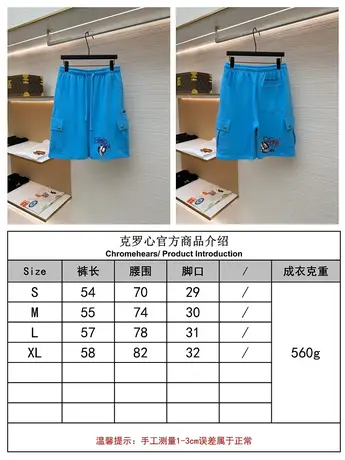 克罗心官方商品介绍
Chromehears/ Product Introduction
Size 裤长 腰围 脚口 / 成衣克重
S 54 70 29 /
M 55 74 30 /
L 57 78 31 /
XL 58 82 32 / 560g
温馨提示：手工测量1-3cm误差属于正常